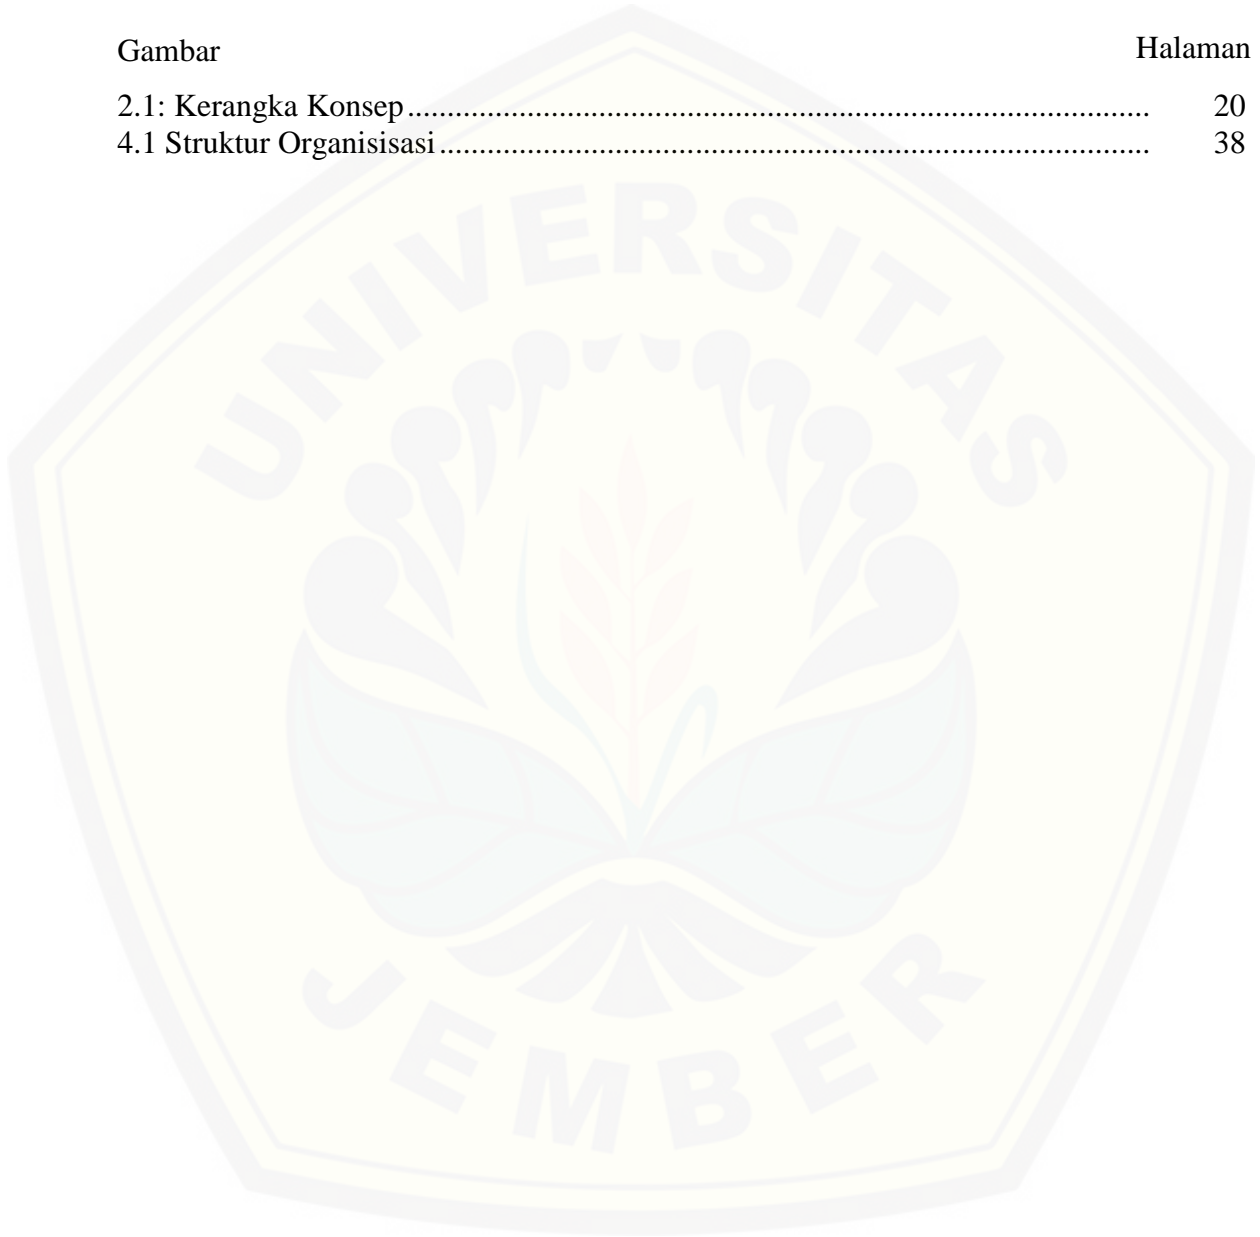 Gambar Halaman
2.1: Kerangka Konsep........................................................................................... 20
4.1 Struktur Organisisasi....................................................................................... 38
UNIVERSITAS
JEMBER